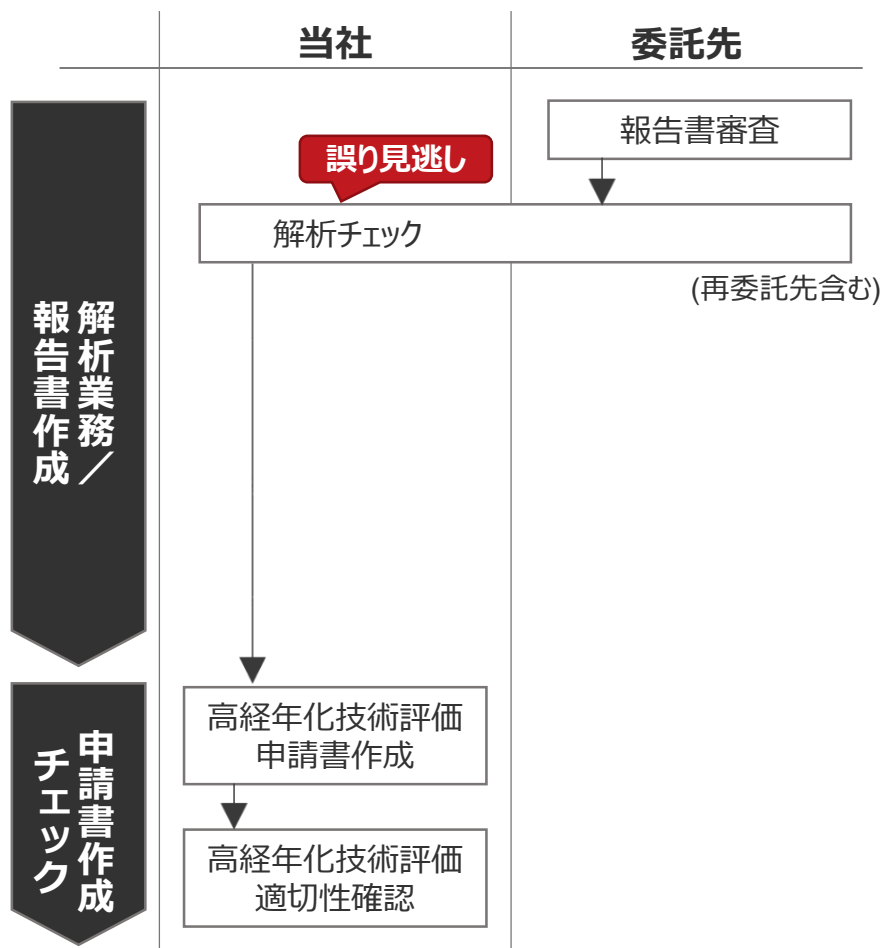 当社
委託先
報告書審査
誤り見逃し
解析チェック
(再委託先含む)
解析業務／
報告書作成
高経年化技術評価
申請書作成
高経年化技術評価
適切性確認
申請書作成
チェック